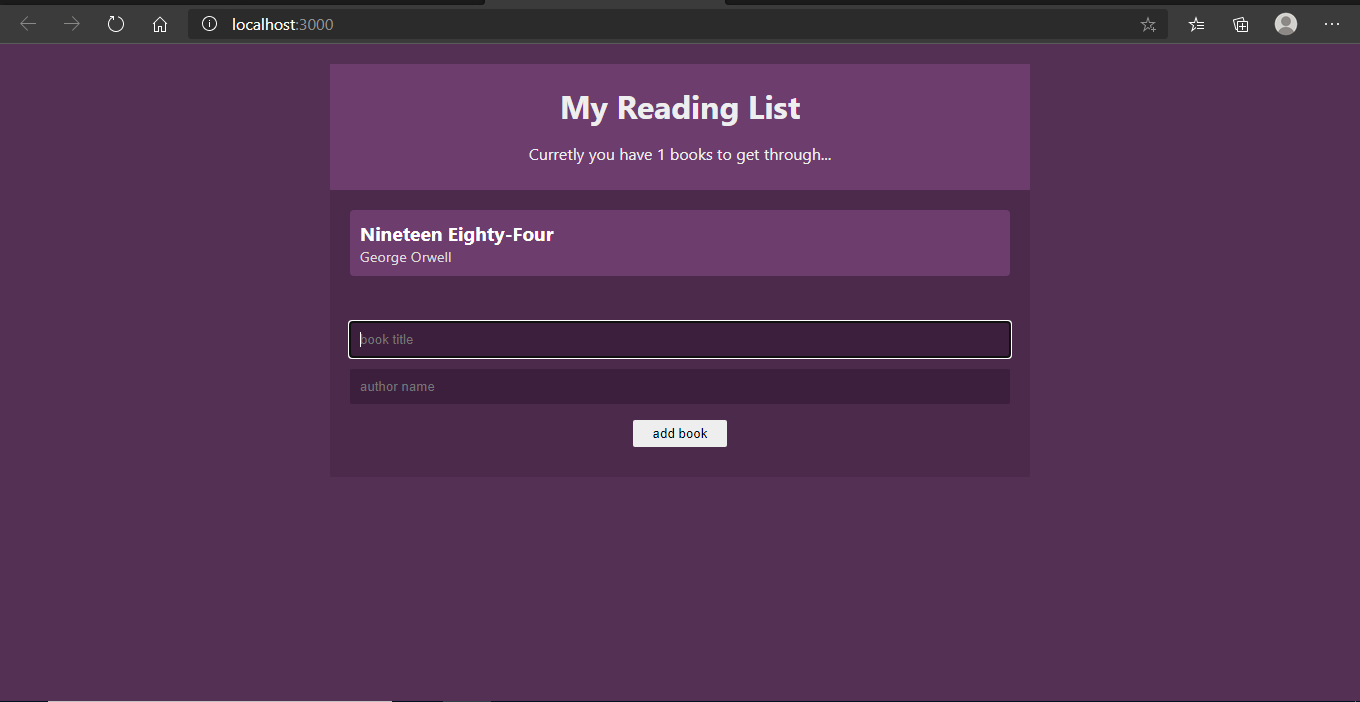 localhost:3000
My Reading List
Curretly you have 1 books to get through...
Nineteen Eighty-Four
George Orwell
book title
author name
add book